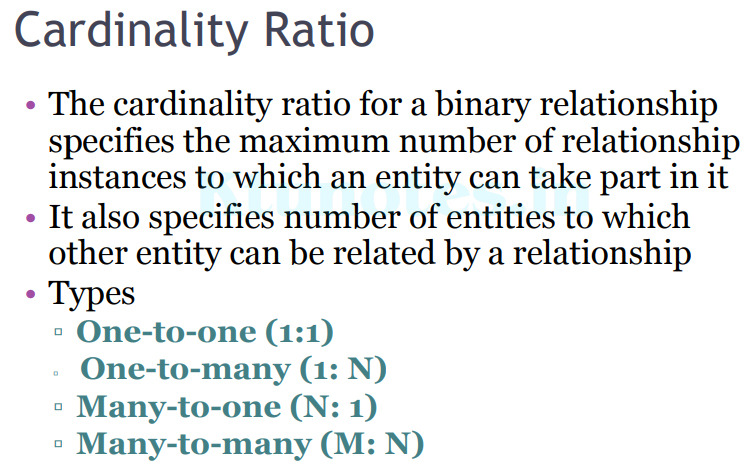 Cardinality Ratio
• The cardinality ratio for a binary relationship
specifies the maximum number of relationship
instances to which an entity can take part in it
• It also specifies number of entities to which
other entity can be related by a relationship
• Types
▫ One-to-one (1:1)
▫ One-to-many (1: N)
▫ Many-to-one (N: 1)
▫ Many-to-many (M: N)